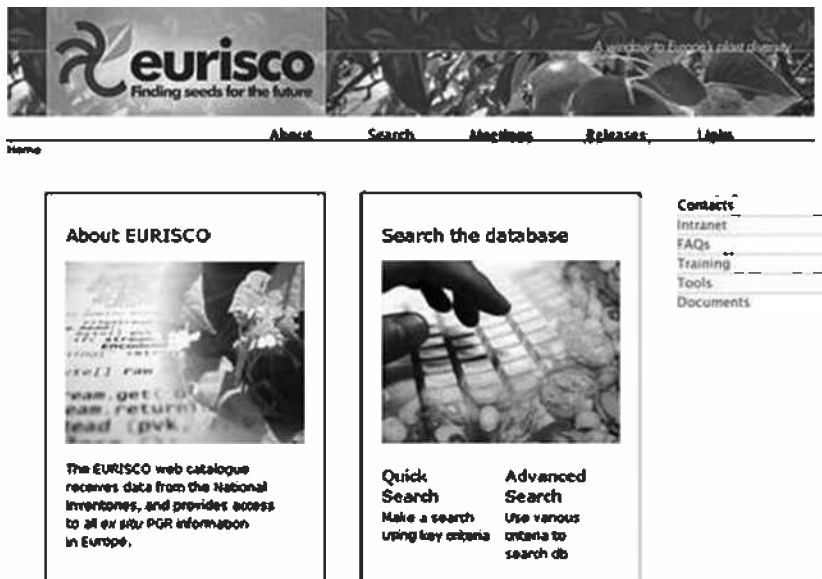 eurisco
Finding seeds for the future
A window to Europe's plant diversity
About Search Meetings Releases Links
Home
About EURISCO
The EURISCO web catalogue
receives data from the National
Inventories, and provides access
to all ex situ PGR information
in Europe.
Search the database
Quick
Search
Make a search
using key criteria
Advanced
Search
Use various
criteria to
search db
Contacts
Intranet
FAQs
Training
Tools
Documents